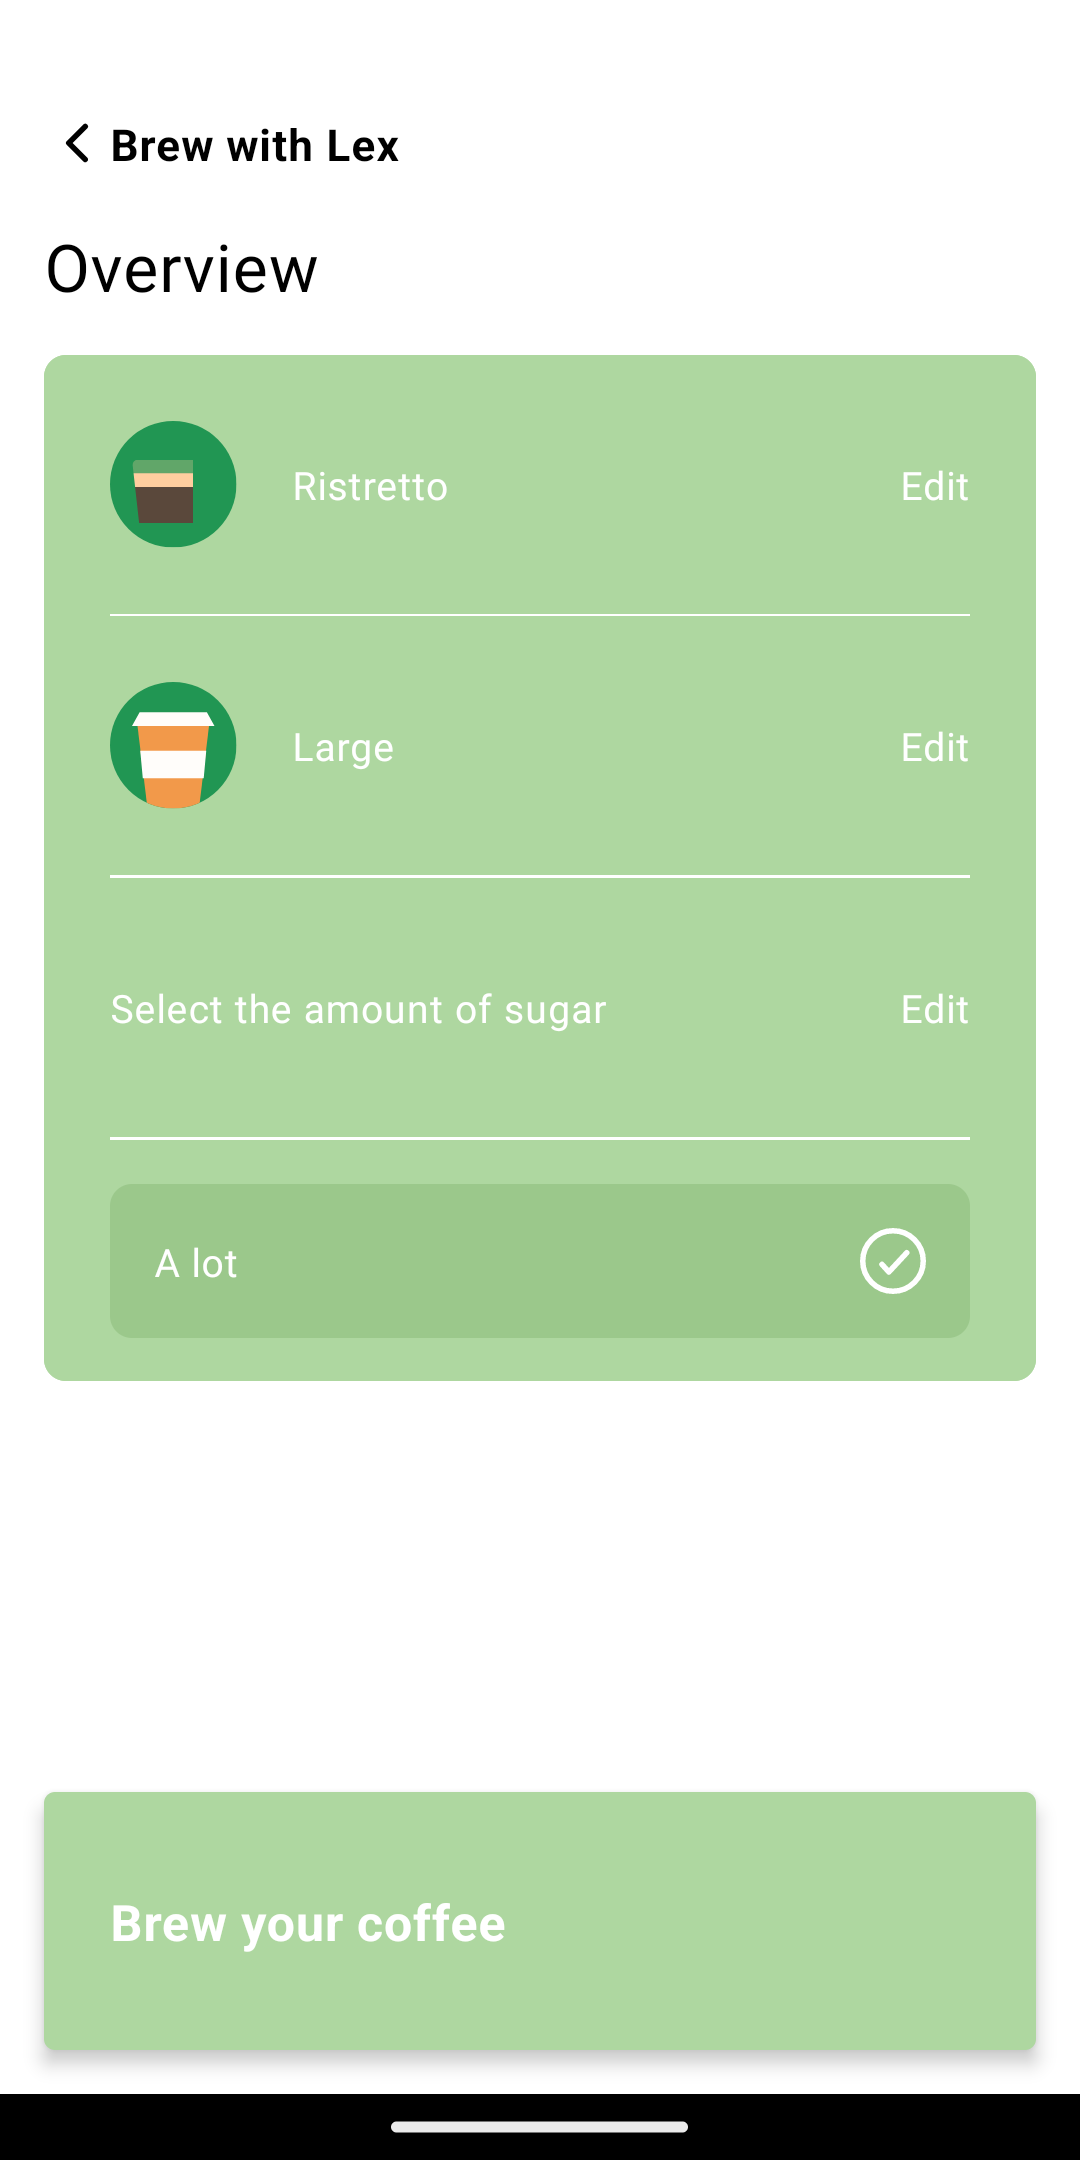 Brew with Lex
Overview
Ristretto Edit
Large Edit
Select the amount of sugar Edit
A lot
Brew your coffee